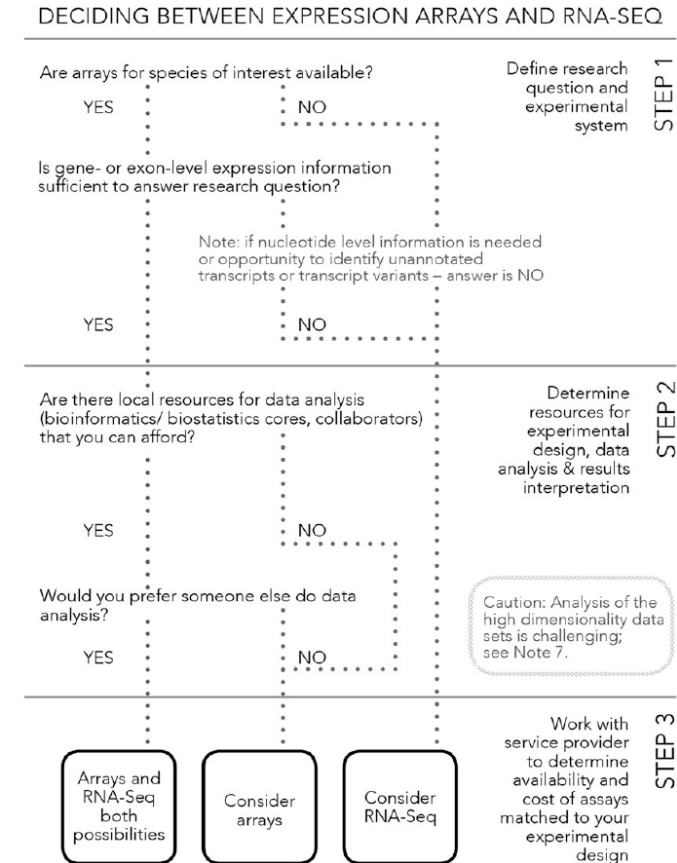 DECIDING BETWEEN EXPRESSION ARRAYS AND RNA-SEQ
Are arrays for species of interest available?
YES
NO
Define research
question and
experimental
system
STEP 1
Is gene- or exon-level expression information
sufficient to answer research question?
Note: if nucleotide level information is needed
or opportunity to identify unannotated
transcripts or transcript variants – answer is NO
YES
NO
Are there local resources for data analysis
(bioinformatics/ biostatistics cores, collaborators)
that you can afford?
Determine
resources for
experimental
design, data
analysis & results
interpretation
STEP 2
YES
NO
Would you prefer someone else do data
analysis?
Caution: Analysis of the
high dimensionality data
sets is challenging;
see Note 7.
YES
NO
Work with
service provider
to determine
availability and
cost of assays
matched to your
experimental
design
STEP 3
Arrays and
RNA-Seq
both
possibilities
Consider
arrays
Consider
RNA-Seq